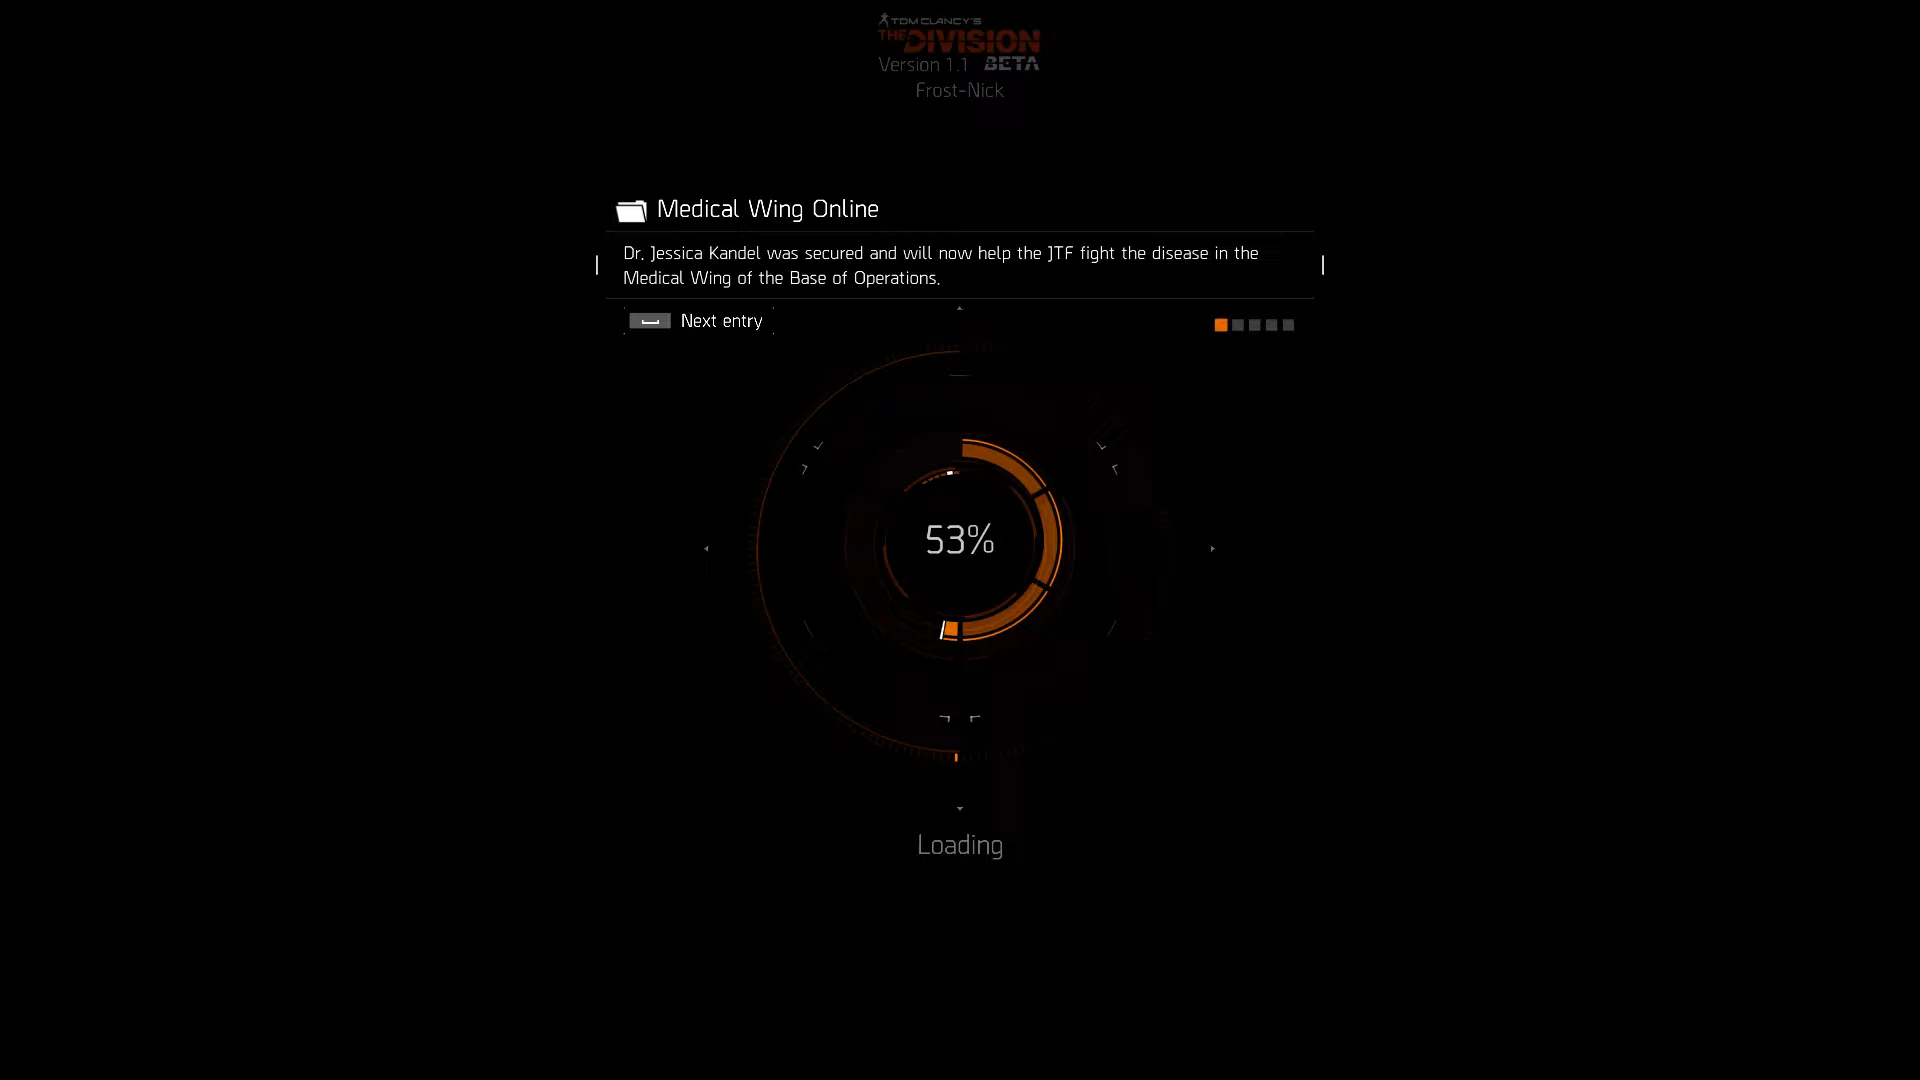 TOM CLANCY'S
THE DIVISION
Version 1.1 BETA
Frost-Nick
Medical Wing Online
Dr. Jessica Kandel was secured and will now help the JTF fight the disease in the
Medical Wing of the Base of Operations.
Next entry
53%
Loading